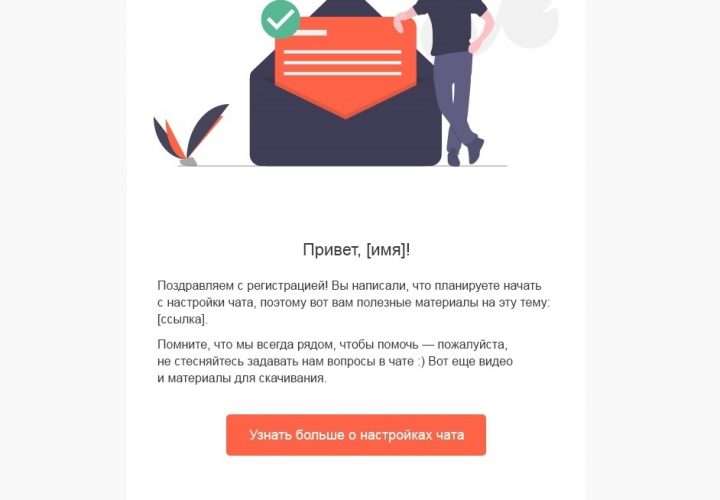 Привет, [имя]!
Поздравляем с регистрацией! Вы написали, что планируете начать
с настройки чата, поэтому вот вам полезные материалы на эту тему:
[ссылка].
Помните, что мы всегда рядом, чтобы помочь — пожалуйста,
не стесняйтесь задавать нам вопросы в чате :) Вот еще видео
и материалы для скачивания.
Узнать больше о настройках чата